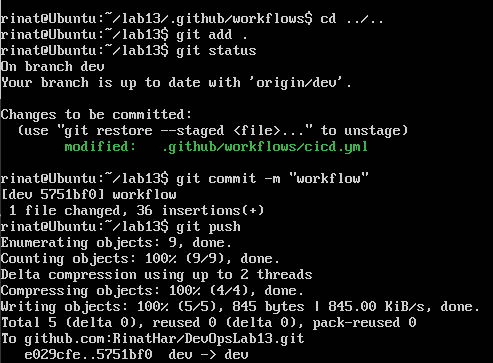 rinat@Ubuntu:~/lab13/.github/workflows$ cd ../..
rinat@Ubuntu:~/lab13$ git add .
rinat@Ubuntu:~/lab13$ git status
On branch dev
Your branch is up to date with 'origin/dev'.

Changes to be committed:
  (use "git restore --staged <file>..." to unstage)
        modified:   .github/workflows/cicd.yml

rinat@Ubuntu:~/lab13$ git commit -m "workflow"
[dev 5751bf0] workflow
 1 file changed, 36 insertions(+)
rinat@Ubuntu:~/lab13$ git push
Enumerating objects: 9, done.
Counting objects: 100% (9/9), done.
Delta compression using up to 2 threads
Compressing objects: 100% (4/4), done.
Writing objects: 100% (5/5), 845 bytes | 845.00 KiB/s, done.
Total 5 (delta 0), reused 0 (delta 0), pack-reused 0
To github.com:RinatHar/DevOpsLab13.git
   e029cfe..5751bf0  dev -> dev